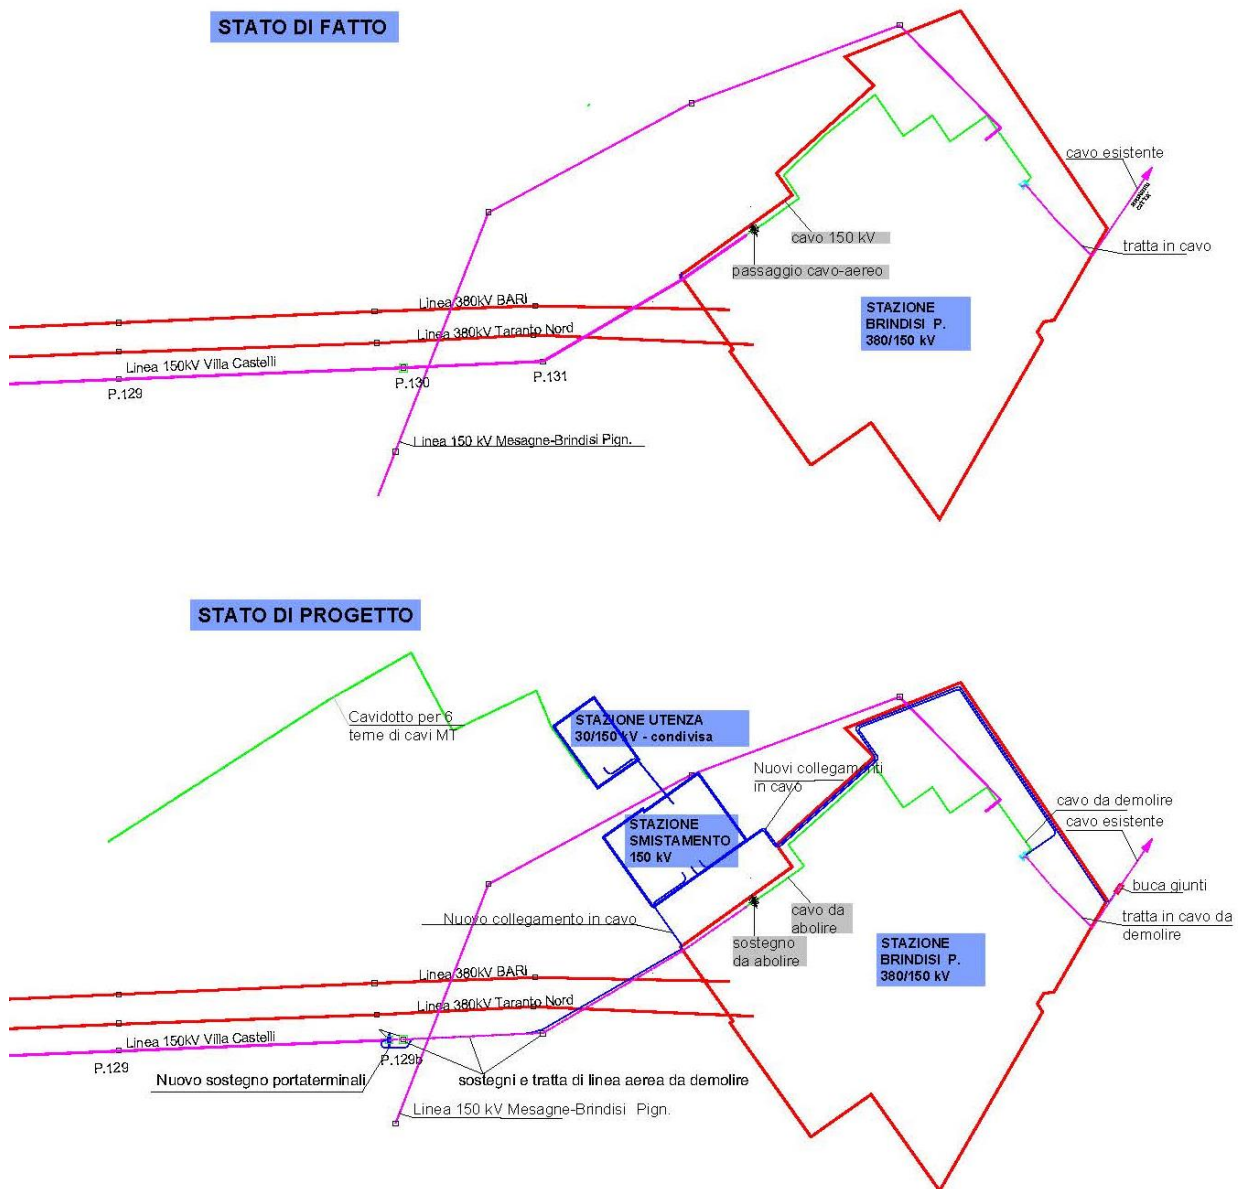 STATO DI FATTO
cavo esistente
BRINDISI
CITTA'
cavo 150 kV
tratta in cavo
passaggio cavo-aereo
Linea 380kV BARI
STAZIONE
BRINDISI P.
380/150 kV
Linea 380kV Taranto Nord
Linea 150kV Villa Castelli
P.129
P.130
P.131
Linea 150 kV Mesagne-Brindisi Pign.
STATO DI PROGETTO
Cavidotto per 6
terne di cavi MT
STAZIONE UTENZA
30/150 kV - condivisa
Nuovi collegamenti
in cavo
cavo da demolire
cavo esistente
STAZIONE
SMISTAMENTO
150 kV
buca giunti
Nuovo collegamento in cavo
cavo da
abolire
tratta in cavo da
demolire
sostegno
da abolire
STAZIONE
BRINDISI P.
380/150 kV
Linea 380kV BARI
Linea 380kV Taranto Nord
Linea 150kV Villa Castelli
P.129
P.129b
Nuovo sostegno portaterminali
sostegni e tratta di linea aerea da demolire
Linea 150 kV Mesagne-Brindisi Pign.